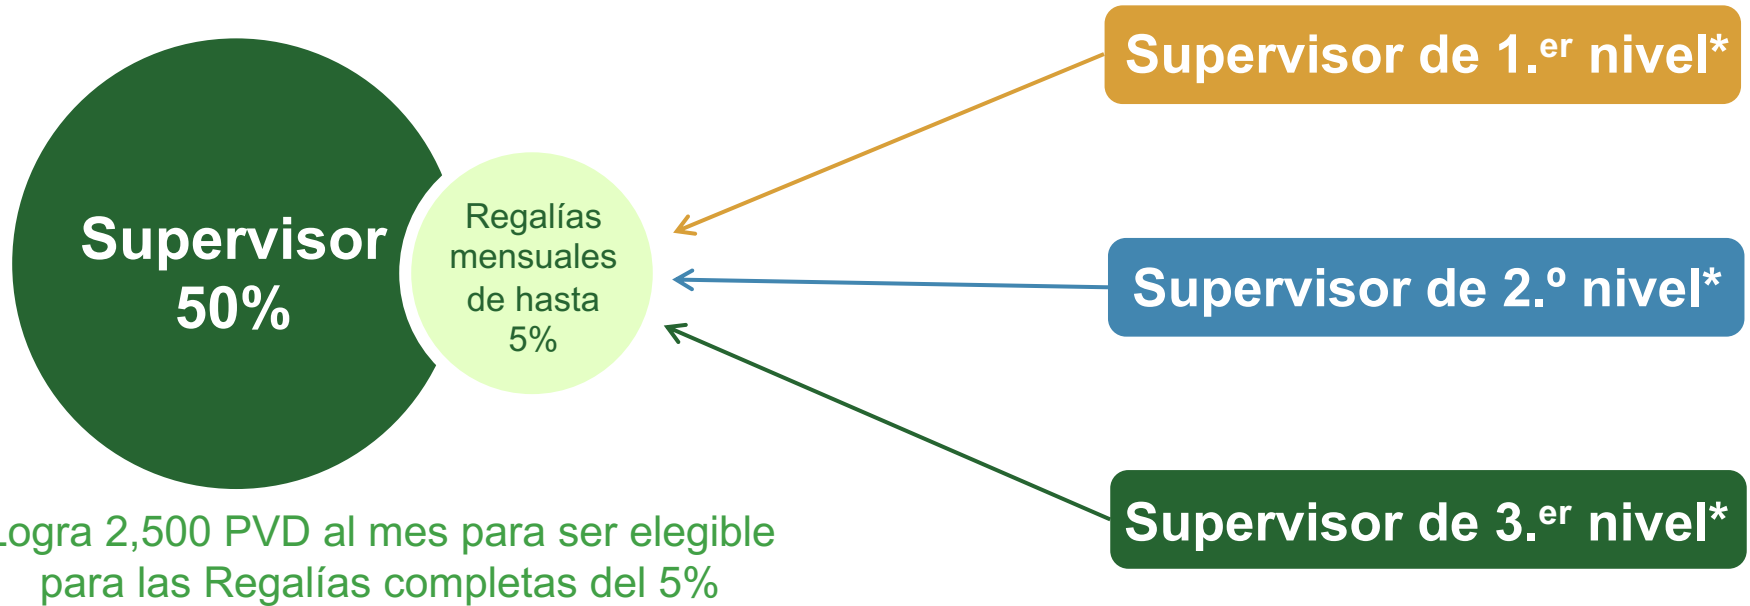 Supervisor
50%
Regalías
mensuales
de hasta
5%
Supervisor de 1.er nivel*
Supervisor de 2.º nivel*
Supervisor de 3.er nivel*
Logra 2,500 PVD al mes para ser elegible
para las Regalías completas del 5%